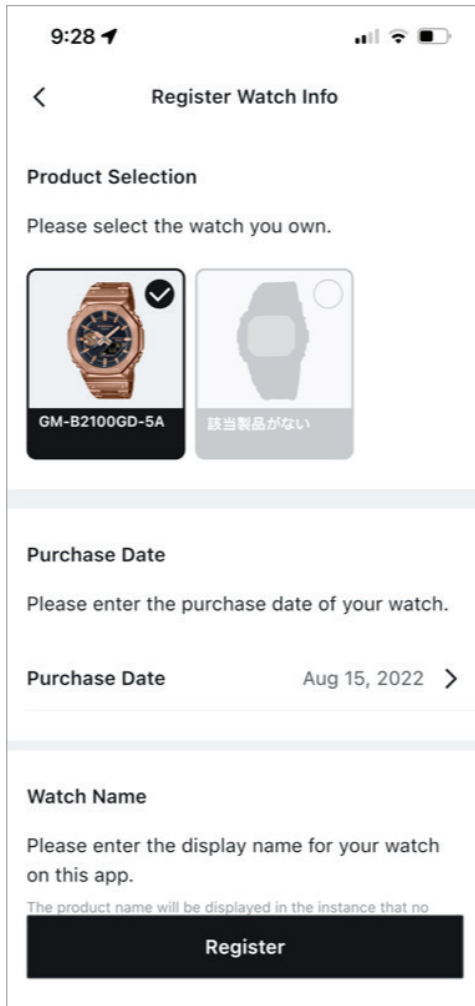 9:28
Register Watch Info
Product Selection
Please select the watch you own.
GM-B2100GD-5A
該当製品がない
Purchase Date
Please enter the purchase date of your watch.
Purchase Date Aug 15, 2022
Watch Name
Please enter the display name for your watch
on this app.
The product name will be displayed in the instance that no
Register